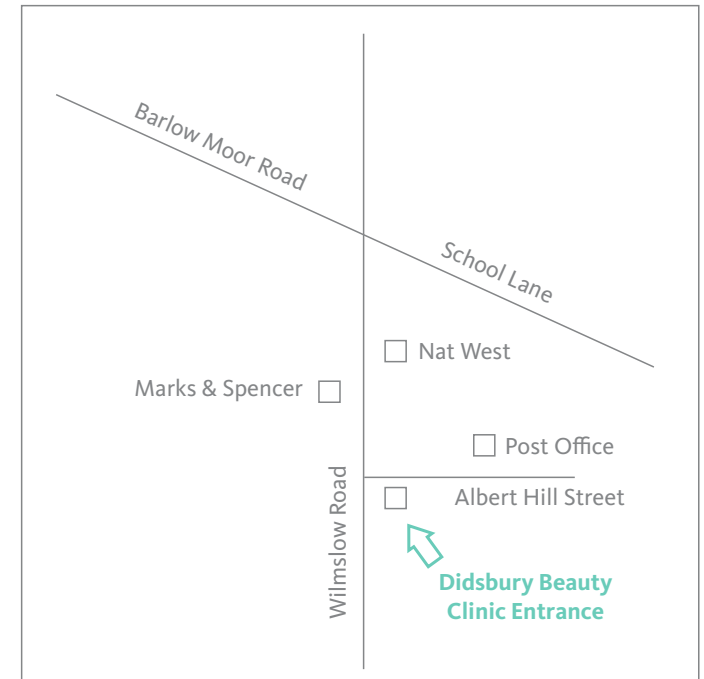 Barlow Moor Road
School Lane
Nat West
Marks & Spencer
Post Office
Wilmslow Road
Albert Hill Street
Didsbury Beauty
Clinic Entrance